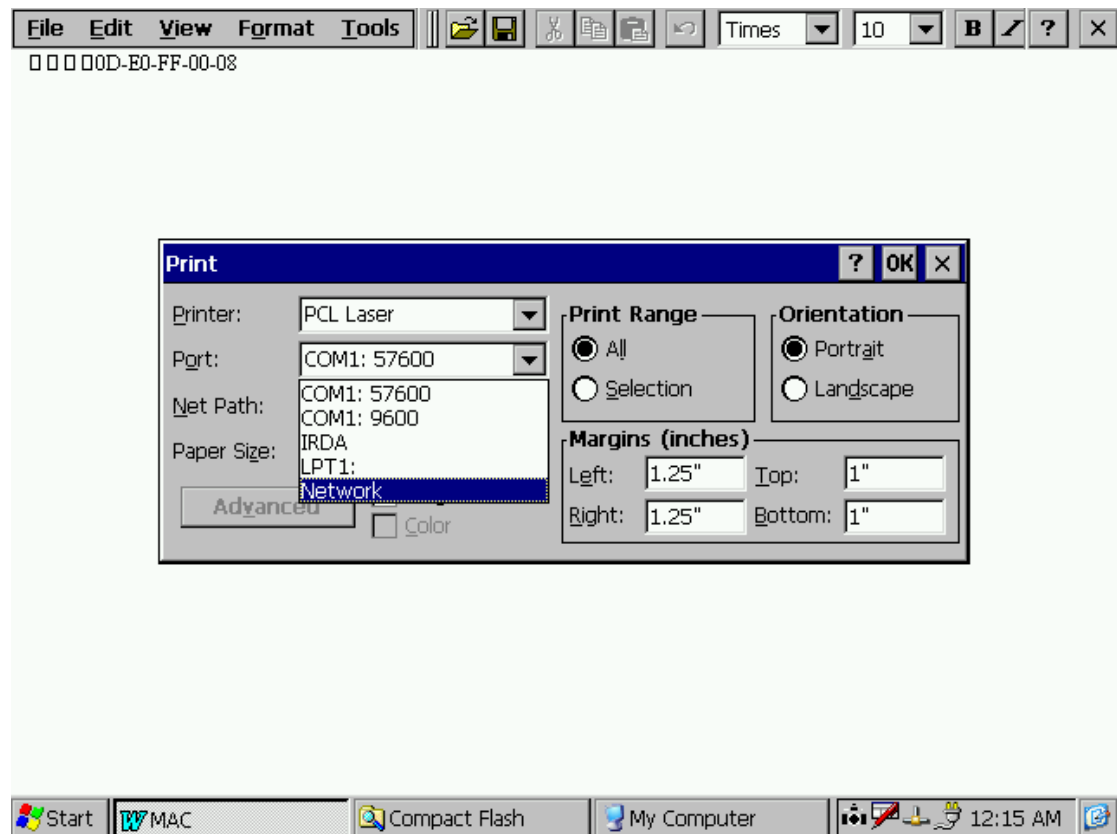 File Edit View Format Tools Times 10 B I ? ×
□□□□0D-E0-FF-00-08
Print ? OK ×
Printer: PCL Laser
Port: COM1: 57600
COM1: 57600
COM1: 9600
IRDA
LPT1:
Network
Net Path:
Paper Size:
Advanced
Color
Print Range
All
Selection
Orientation
Portrait
Landscape
Margins (inches)
Left: 1.25" Top: 1"
Right: 1.25" Bottom: 1"
Start MAC Compact Flash My Computer 12:15 AM